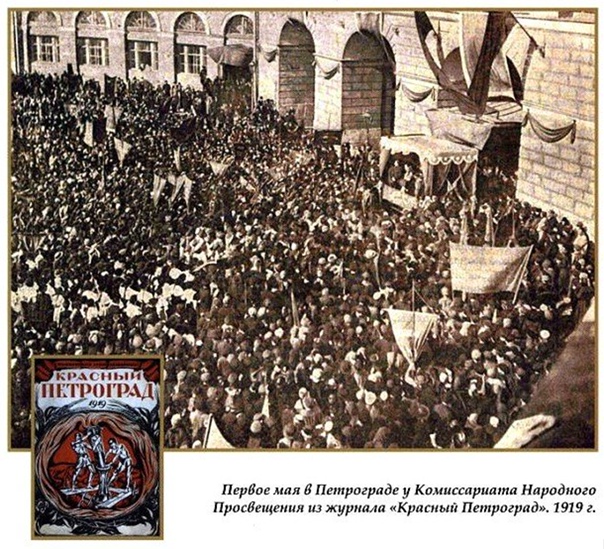 КРАСНЫЙ
ПЕТРОГРАД
1919
Первое мая в Петрограде у Комиссариата Народного
Просвещения из журнала «Красный Петроград». 1919 г.